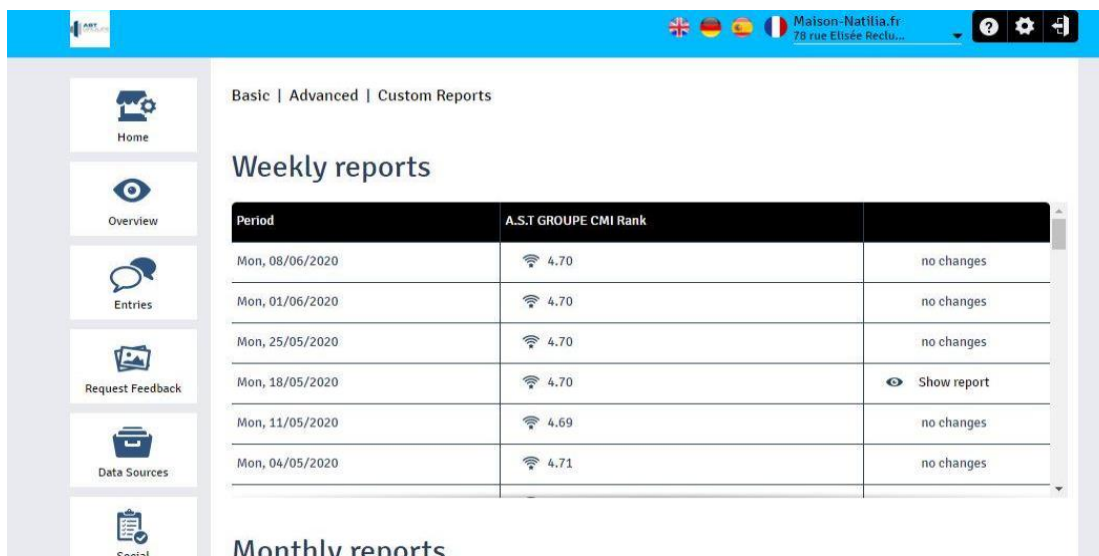 AST
Maison-Natilia.fr
78 rue Elisée Reclu...
?
Home
Overview
Entries
Request Feedback
Data Sources
Social
Basic | Advanced | Custom Reports
Weekly reports
Period A.S.T GROUPE CMI Rank
Mon, 08/06/2020 4.70 no changes
Mon, 01/06/2020 4.70 no changes
Mon, 25/05/2020 4.70 no changes
Mon, 18/05/2020 4.70 Show report
Mon, 11/05/2020 4.69 no changes
Mon, 04/05/2020 4.71 no changes
Monthly reports